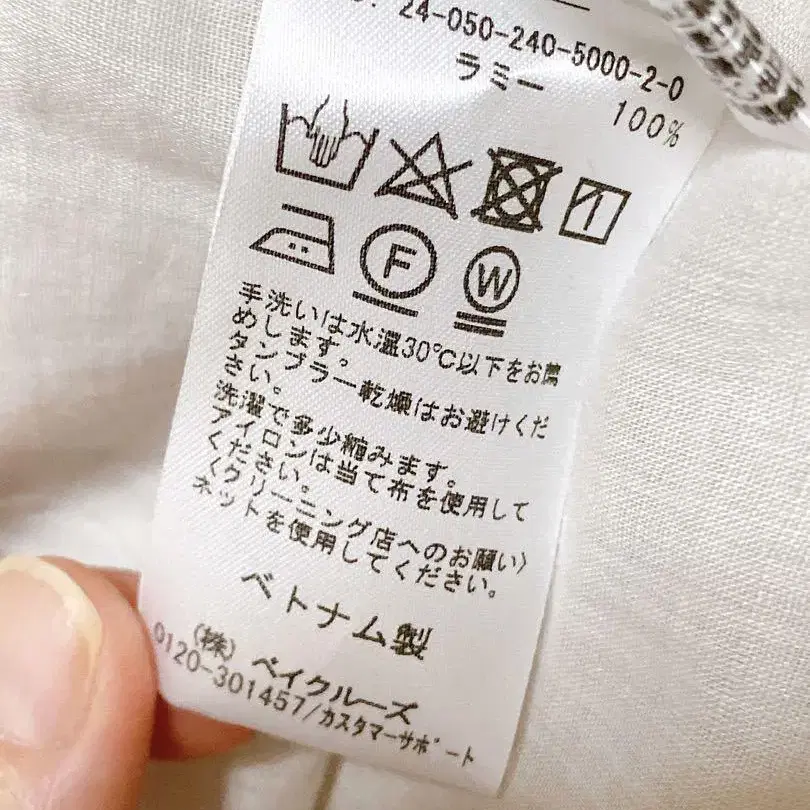 24-050-240-5000-2-0
ラミー 100%
F
W
手洗いは水温30℃以下をお薦
めします。
タンブラー乾燥はお避けくだ
さい。
洗濯で多少縮みます。
アイロンは当て布を使用して
ください。
〈クリーニング店へのお願い〉
ネットを使用してください。
ベトナム製
(株) ベイクルーズ
0120-301457/カスタマーサポート